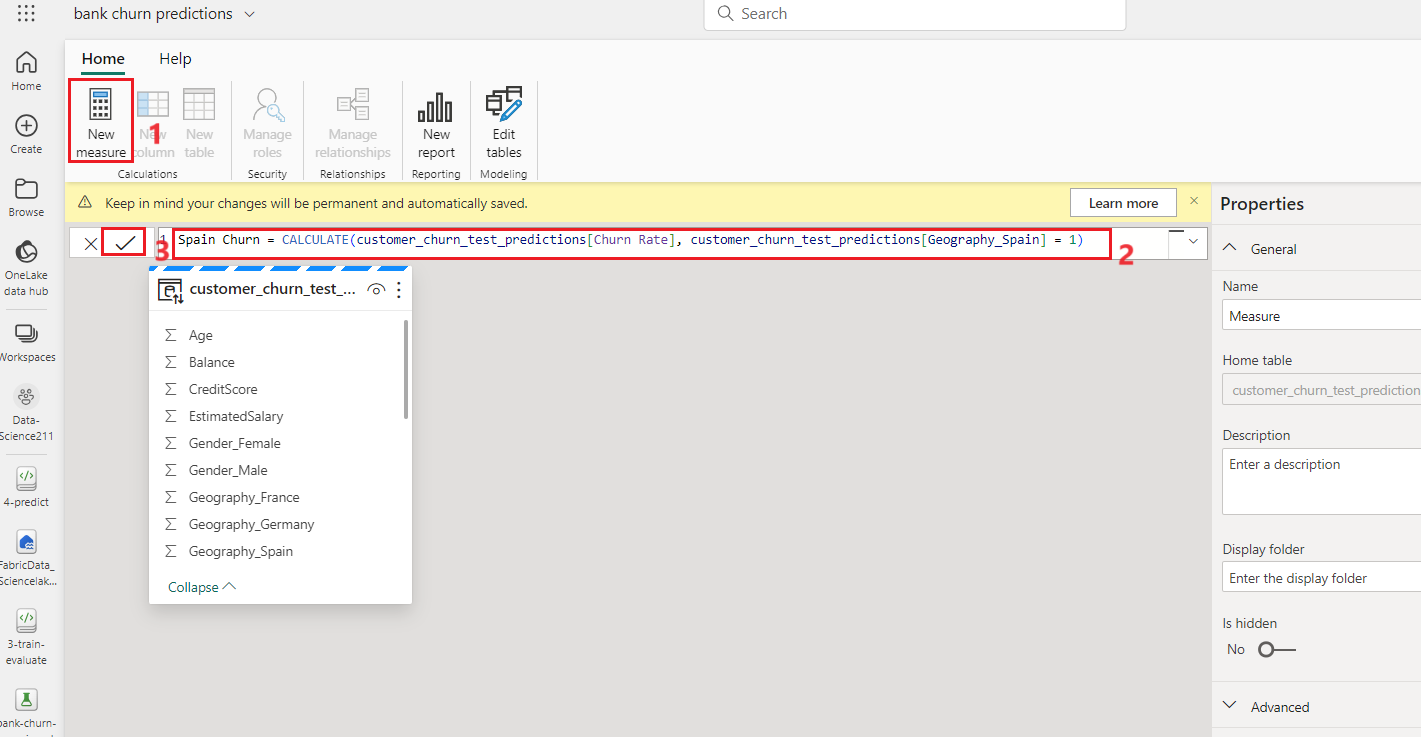 bank churn predictions
Search
Home
Create
Browse
OneLake
data hub
Workspaces
Data-
Science211
4-predict
FabricData_
Sciencelak...
3-train-
evaluate
bank-churn-
Home
Help
New
measure
1
New
column
New
table
Calculations
Manage
roles
Security
Manage
relationships
Relationships
New
report
Reporting
Edit
tables
Modeling
Keep in mind your changes will be permanent and automatically saved.
Learn more
3
1
Spain Churn = CALCULATE(customer_churn_test_predictions[Churn Rate], customer_churn_test_predictions[Geography_Spain] = 1)
2
customer_churn_test_...
Age
Balance
CreditScore
EstimatedSalary
Gender_Female
Gender_Male
Geography_France
Geography_Germany
Geography_Spain
Collapse
Properties
General
Name
Measure
Home table
customer_churn_test_prediction
Description
Enter a description
Display folder
Enter the display folder
Is hidden
No
Advanced